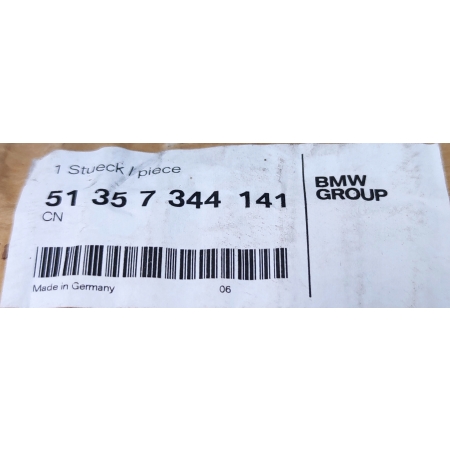 1 Stueck / piece
51 35 7 344 141
CN
Made in Germany 06
BMW
GROUP